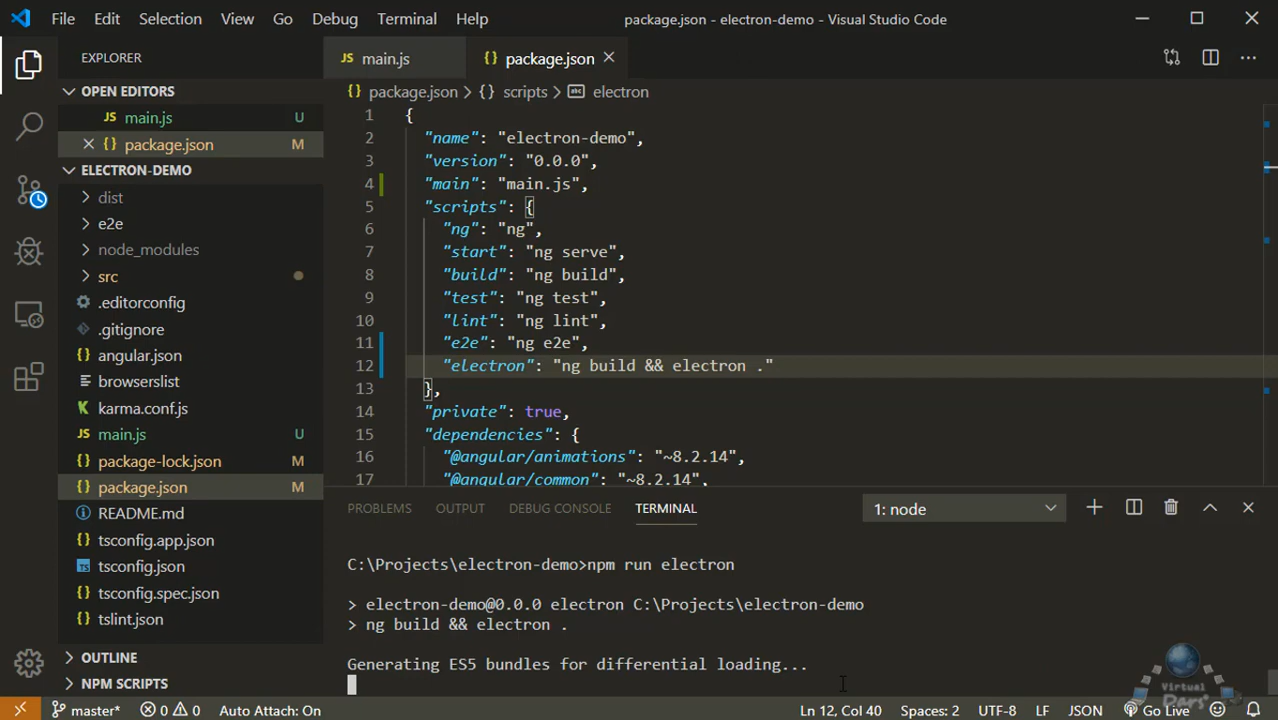 File Edit Selection View Go Debug Terminal Help package.json - electron-demo - Visual Studio Code
EXPLORER
OPEN EDITORS
JS main.js U
{} package.json M
ELECTRON-DEMO
dist
e2e
node_modules
src
.editorconfig
.gitignore
angular.json
browserslist
karma.conf.js
JS main.js U
{} package-lock.json M
{} package.json M
README.md
{} tsconfig.app.json
TS tsconfig.json
{} tsconfig.spec.json
{} tslint.json
OUTLINE
NPM SCRIPTS
JS main.js {} package.json
{} package.json > {} scripts > abc electron
1 {
2 "name": "electron-demo",
3 "version": "0.0.0",
4 "main": "main.js",
5 "scripts": {
6 "ng": "ng",
7 "start": "ng serve",
8 "build": "ng build",
9 "test": "ng test",
10 "lint": "ng lint",
11 "e2e": "ng e2e",
12 "electron": "ng build && electron ."
13 },
14 "private": true,
15 "dependencies": {
16 "@angular/animations": "~8.2.14",
17 "@angular/common": "~8.2.14",
PROBLEMS OUTPUT DEBUG CONSOLE TERMINAL 1: node
C:\Projects\electron-demo>npm run electron
> electron-demo@0.0.0 electron C:\Projects\electron-demo
> ng build && electron .
Generating ES5 bundles for differential loading...
Virtual
Pars
master* 0 0 Auto Attach: On Ln 12, Col 40 Spaces: 2 UTF-8 LF JSON Go Live